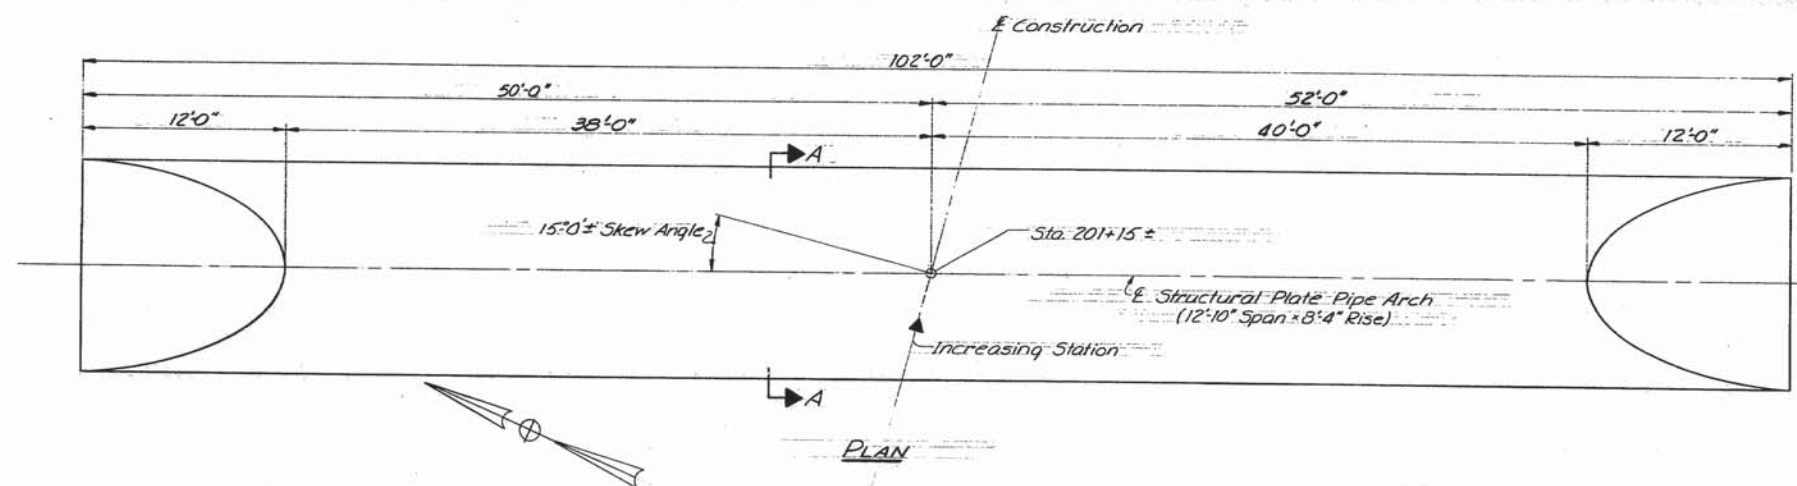 ℄ Construction
102'-0"
50'-0"
52'-0"
12'-0"
38'-0"
40'-0"
12'-0"
A
15°-0'± Skew Angle
Sta. 201+15 ±
℄ Structural Plate Pipe Arch
(12'-10" Span × 8'-4" Rise)
Increasing Station
A
PLAN